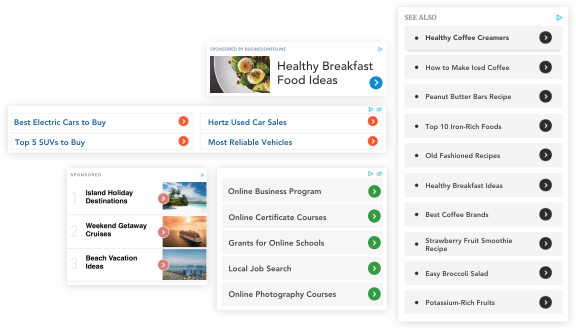 SPONSORED BY BUSINESSINFOLINE
Healthy Breakfast
Food Ideas
Best Electric Cars to Buy
Hertz Used Car Sales
Top 5 SUVs to Buy
Most Reliable Vehicles
SPONSORED
1
Island Holiday
Destinations
2
Weekend Getaway
Cruises
3
Beach Vacation
Ideas
Online Business Program
Online Certificate Courses
Grants for Online Schools
Local Job Search
Online Photography Courses
SEE ALSO
Healthy Coffee Creamers
How to Make Iced Coffee
Peanut Butter Bars Recipe
Top 10 Iron-Rich Foods
Old Fashioned Recipes
Healthy Breakfast Ideas
Best Coffee Brands
Strawberry Fruit Smoothie
Recipe
Easy Broccoli Salad
Potassium-Rich Fruits